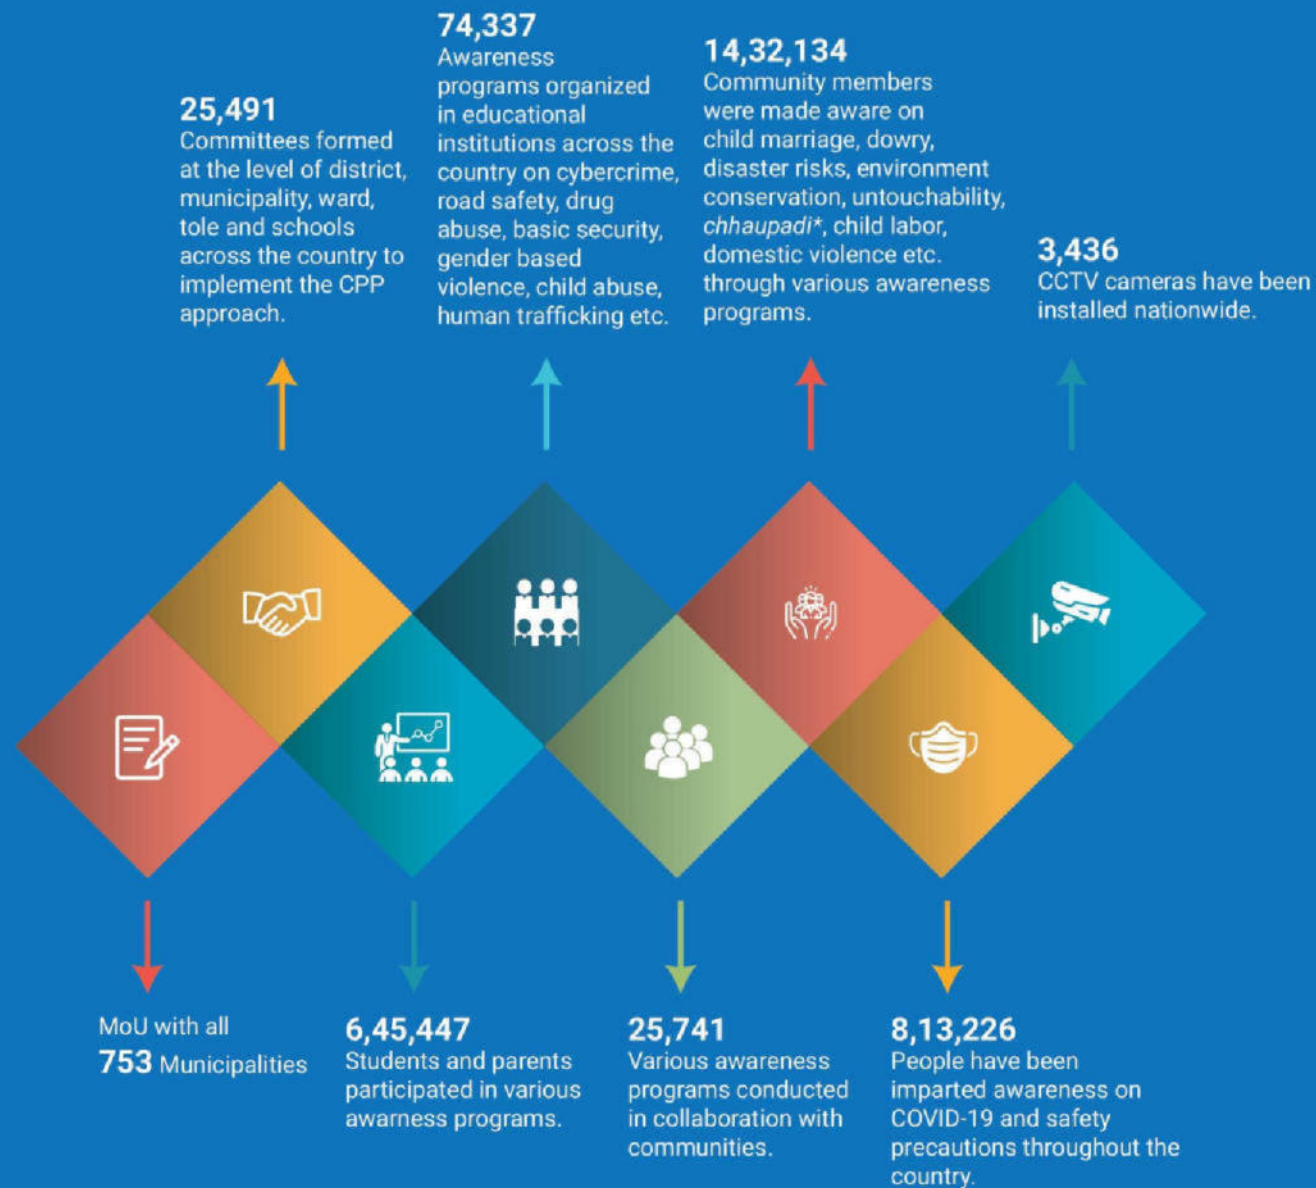 25,491
Committees formed
at the level of district,
municipality, ward,
tole and schools
across the country to
implement the CPP
approach.
74,337
Awareness
programs organized
in educational
institutions across the
country on cybercrime,
road safety, drug
abuse, basic security,
gender based
violence, child abuse,
human trafficking etc.
14,32,134
Community members
were made aware on
child marriage, dowry,
disaster risks, environment
conservation, untouchability,
chhaupadi*, child labor,
domestic violence etc.
through various awareness
programs.
3,436
CCTV cameras have been
installed nationwide.
MoU with all
753 Municipalities
6,45,447
Students and parents
participated in various
awarness programs.
25,741
Various awareness
programs conducted
in collaboration with
communities.
8,13,226
People have been
imparted awareness on
COVID-19 and safety
precautions throughout the
country.